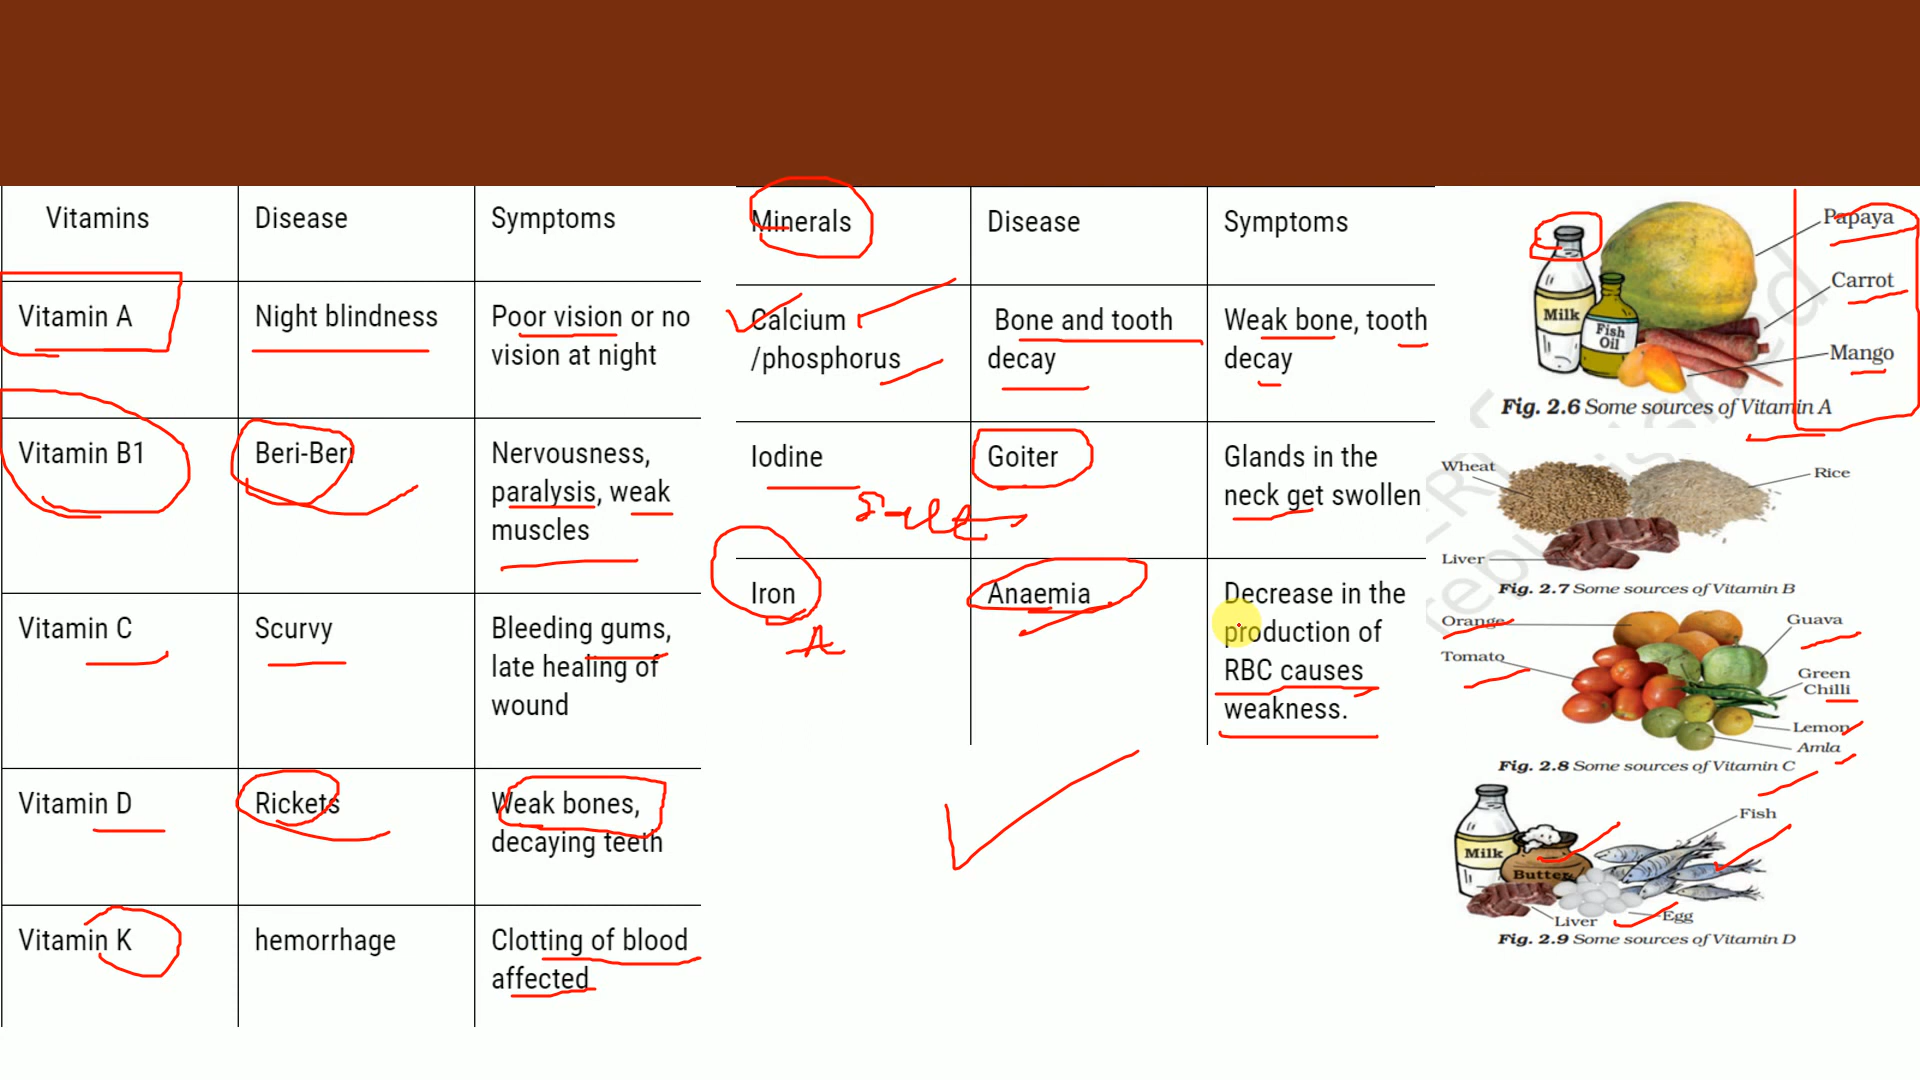 Vitamins
Disease
Symptoms
Vitamin A
Night blindness
Poor vision or no
vision at night
Vitamin B1
Beri-Beri
Nervousness,
paralysis, weak
muscles
Vitamin C
Scurvy
Bleeding gums,
late healing of
wound
Vitamin D
Rickets
Weak bones,
decaying teeth
Vitamin K
hemorrhage
Clotting of blood
affected
Minerals
Disease
Symptoms
Calcium
/phosphorus
Bone and tooth
decay
Weak bone, tooth
decay
Iodine
Goiter
Glands in the
neck get swollen
Iron
A
Anaemia
Decrease in the
production of
RBC causes
weakness.
Papaya
Carrot
Milk
Fish
Oil
Mango
Fig. 2.6 Some sources of Vitamin A
Wheat
Rice
Liver
Fig. 2.7 Some sources of Vitamin B
Orange
Guava
Tomato
Green
Chilli
Lemon
Amla
Fig. 2.8 Some sources of Vitamin C
Fish
Milk
Butter
Liver
Egg
Fig. 2.9 Some sources of Vitamin D